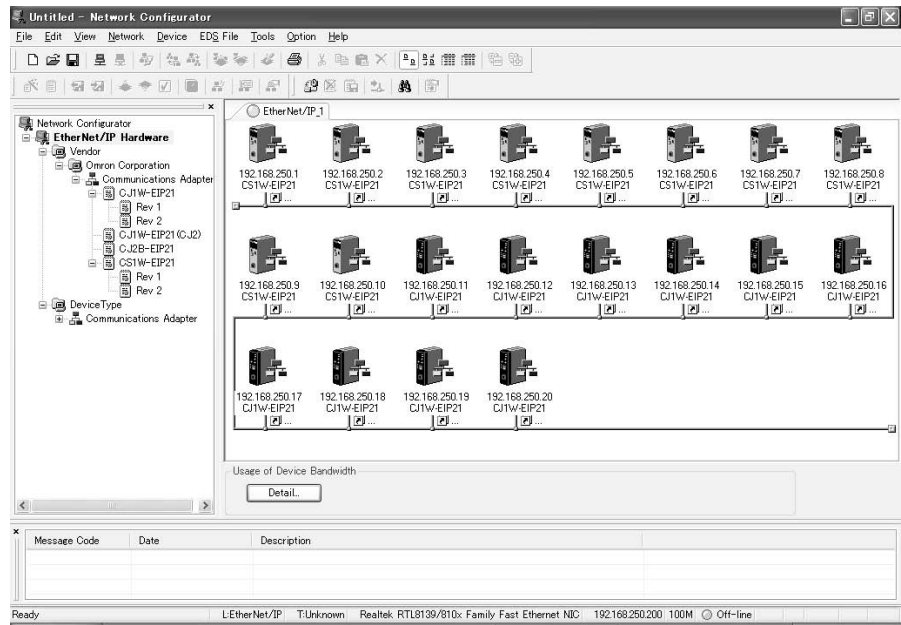 Untitled - Network Configurator
File Edit View Network Device EDS File Tools Option Help
EtherNet/IP_1
Network Configurator
EtherNet/IP Hardware
Vendor
Omron Corporation
Communications Adapter
CJ1W-EIP21
Rev 1
Rev 2
CJ1W-EIP21(CJ2)
CJ2B-EIP21
CS1W-EIP21
Rev 1
Rev 2
DeviceType
Communications Adapter
192.168.250.1 192.168.250.2 192.168.250.3 192.168.250.4 192.168.250.5 192.168.250.6 192.168.250.7 192.168.250.8
CS1W-EIP21 CS1W-EIP21 CS1W-EIP21 CS1W-EIP21 CS1W-EIP21 CS1W-EIP21 CS1W-EIP21 CS1W-EIP21
... ... ... ... ... ... ... ...
192.168.250.9 192.168.250.10 192.168.250.11 192.168.250.12 192.168.250.13 192.168.250.14 192.168.250.15 192.168.250.16
CS1W-EIP21 CS1W-EIP21 CJ1W-EIP21 CJ1W-EIP21 CJ1W-EIP21 CJ1W-EIP21 CJ1W-EIP21 CJ1W-EIP21
... ... ... ... ... ... ... ...
192.168.250.17 192.168.250.18 192.168.250.19 192.168.250.20
CJ1W-EIP21 CJ1W-EIP21 CJ1W-EIP21 CJ1W-EIP21
... ... ... ...
Usage of Device Bandwidth
Detail...
Message Code Date Description
Ready L:EtherNet/IP T:Unknown Realtek RTL8139/810x Family Fast Ethernet NIC 192.168.250.200 100M Off-line